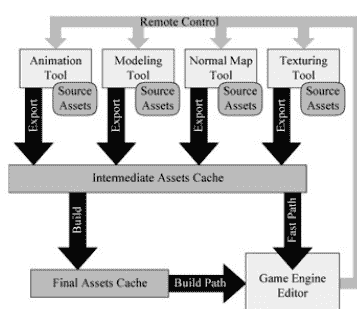 Remote Control
Animation
Tool
Source
Assets
Modeling
Tool
Source
Assets
Normal Map
Tool
Source
Assets
Texturing
Tool
Source
Assets
Export
Export
Export
Export
Intermediate Assets Cache
Build
Fast Path
Final Assets Cache
Build Path
Game Engine
Editor